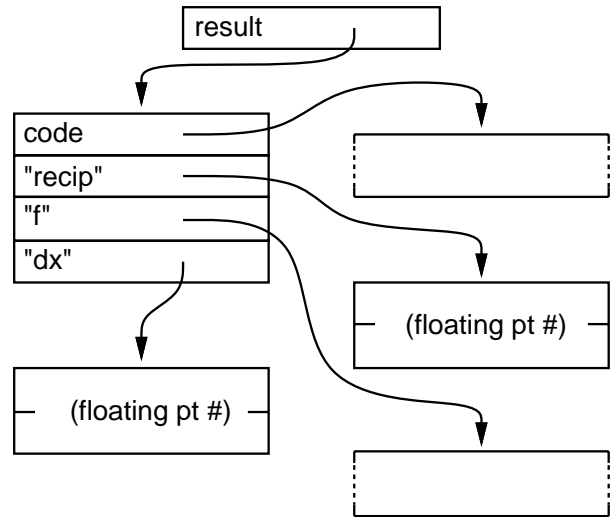 result
code
"recip"
"f"
"dx"
(floating pt #)
(floating pt #)